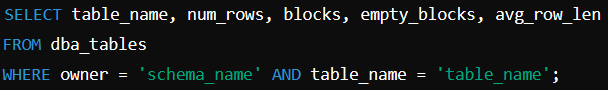 SELECT table_name, num_rows, blocks, empty_blocks, avg_row_len
FROM dba_tables
WHERE owner = 'schema_name' AND table_name = 'table_name';